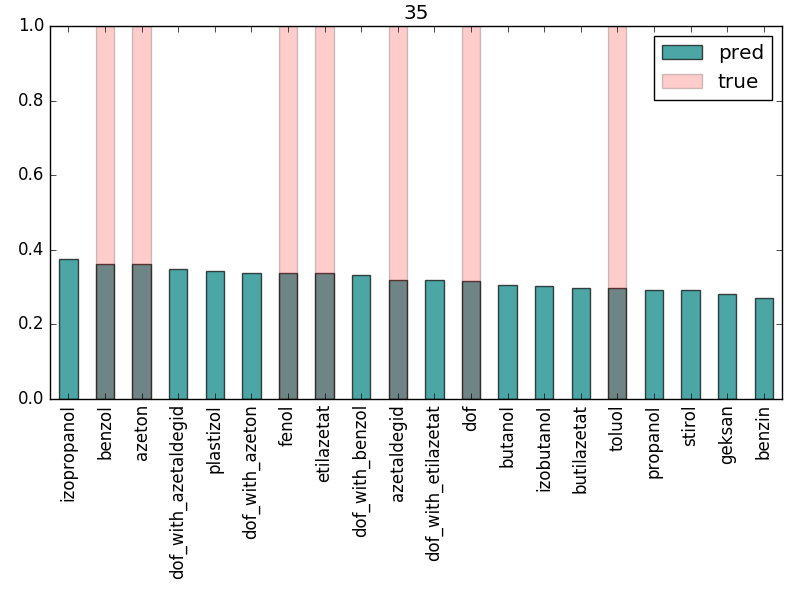 35
1.0
0.8
0.6
0.4
0.2
0.0
pred
true
izopropanol
benzol
azeton
dof_with_azetaldegid
plastizol
dof_with_azeton
fenol
etilazetat
dof_with_benzol
azetaldegid
dof_with_etilazetat
dof
butanol
izobutanol
butilazetat
toluol
propanol
stirol
geksan
benzin